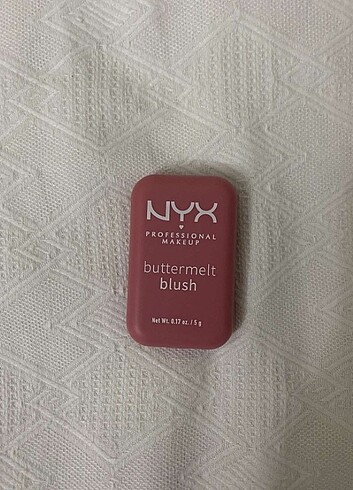 NYX
PROFESSIONAL
MAKEUP
buttermelt
blush
Net Wt. 0.17 oz. / 5 g